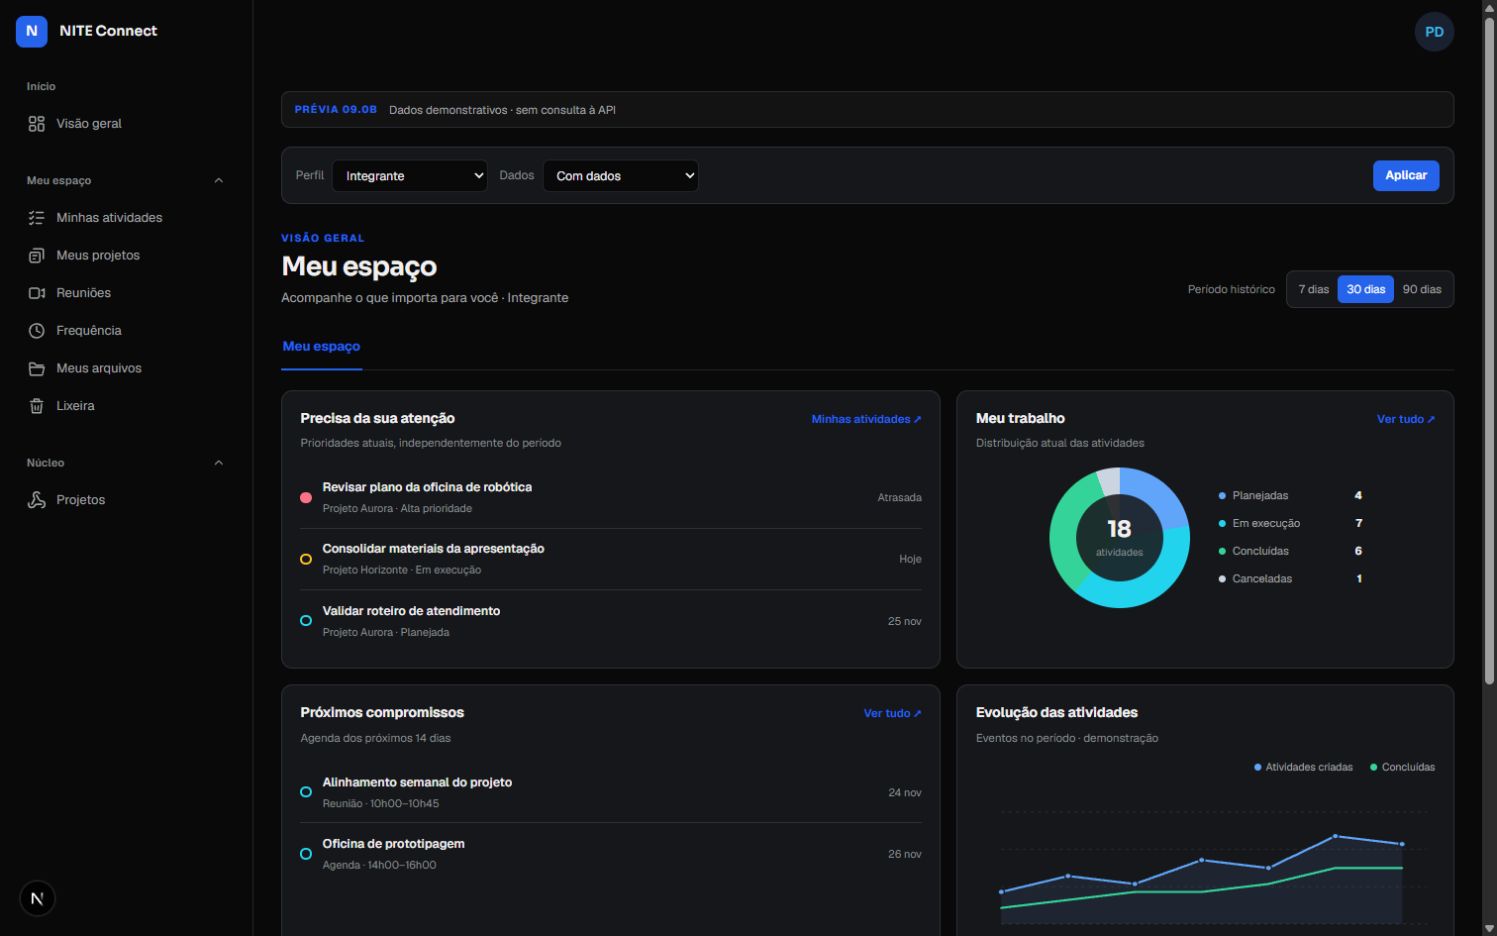 N NITE Connect
PD
Início
Visão geral
Meu espaço
Minhas atividades
Meus projetos
Reuniões
Frequência
Meus arquivos
Lixeira
Núcleo
Projetos
N
PRÉVIA 09.0B Dados demonstrativos · sem consulta à API
Perfil Integrante Dados Com dados Aplicar
VISÃO GERAL
Meu espaço
Acompanhe o que importa para você · Integrante
Período histórico 7 dias 30 dias 90 dias
Meu espaço
Precisa da sua atenção Minhas atividades ↗
Prioridades atuais, independentemente do período
Revisar plano da oficina de robótica
Projeto Aurora · Alta prioridade
Atrasada
Consolidar materiais da apresentação
Projeto Horizonte · Em execução
Hoje
Validar roteiro de atendimento
Projeto Aurora · Planejada
25 nov
Meu trabalho Ver tudo ↗
Distribuição atual das atividades
18
atividades
Planejadas 4
Em execução 7
Concluídas 6
Canceladas 1
Próximos compromissos Ver tudo ↗
Agenda dos próximos 14 dias
Alinhamento semanal do projeto
Reunião · 10h00–10h45
24 nov
Oficina de prototipagem
Agenda · 14h00–16h00
26 nov
Evolução das atividades
Eventos no período · demonstração
Atividades criadas Concluídas